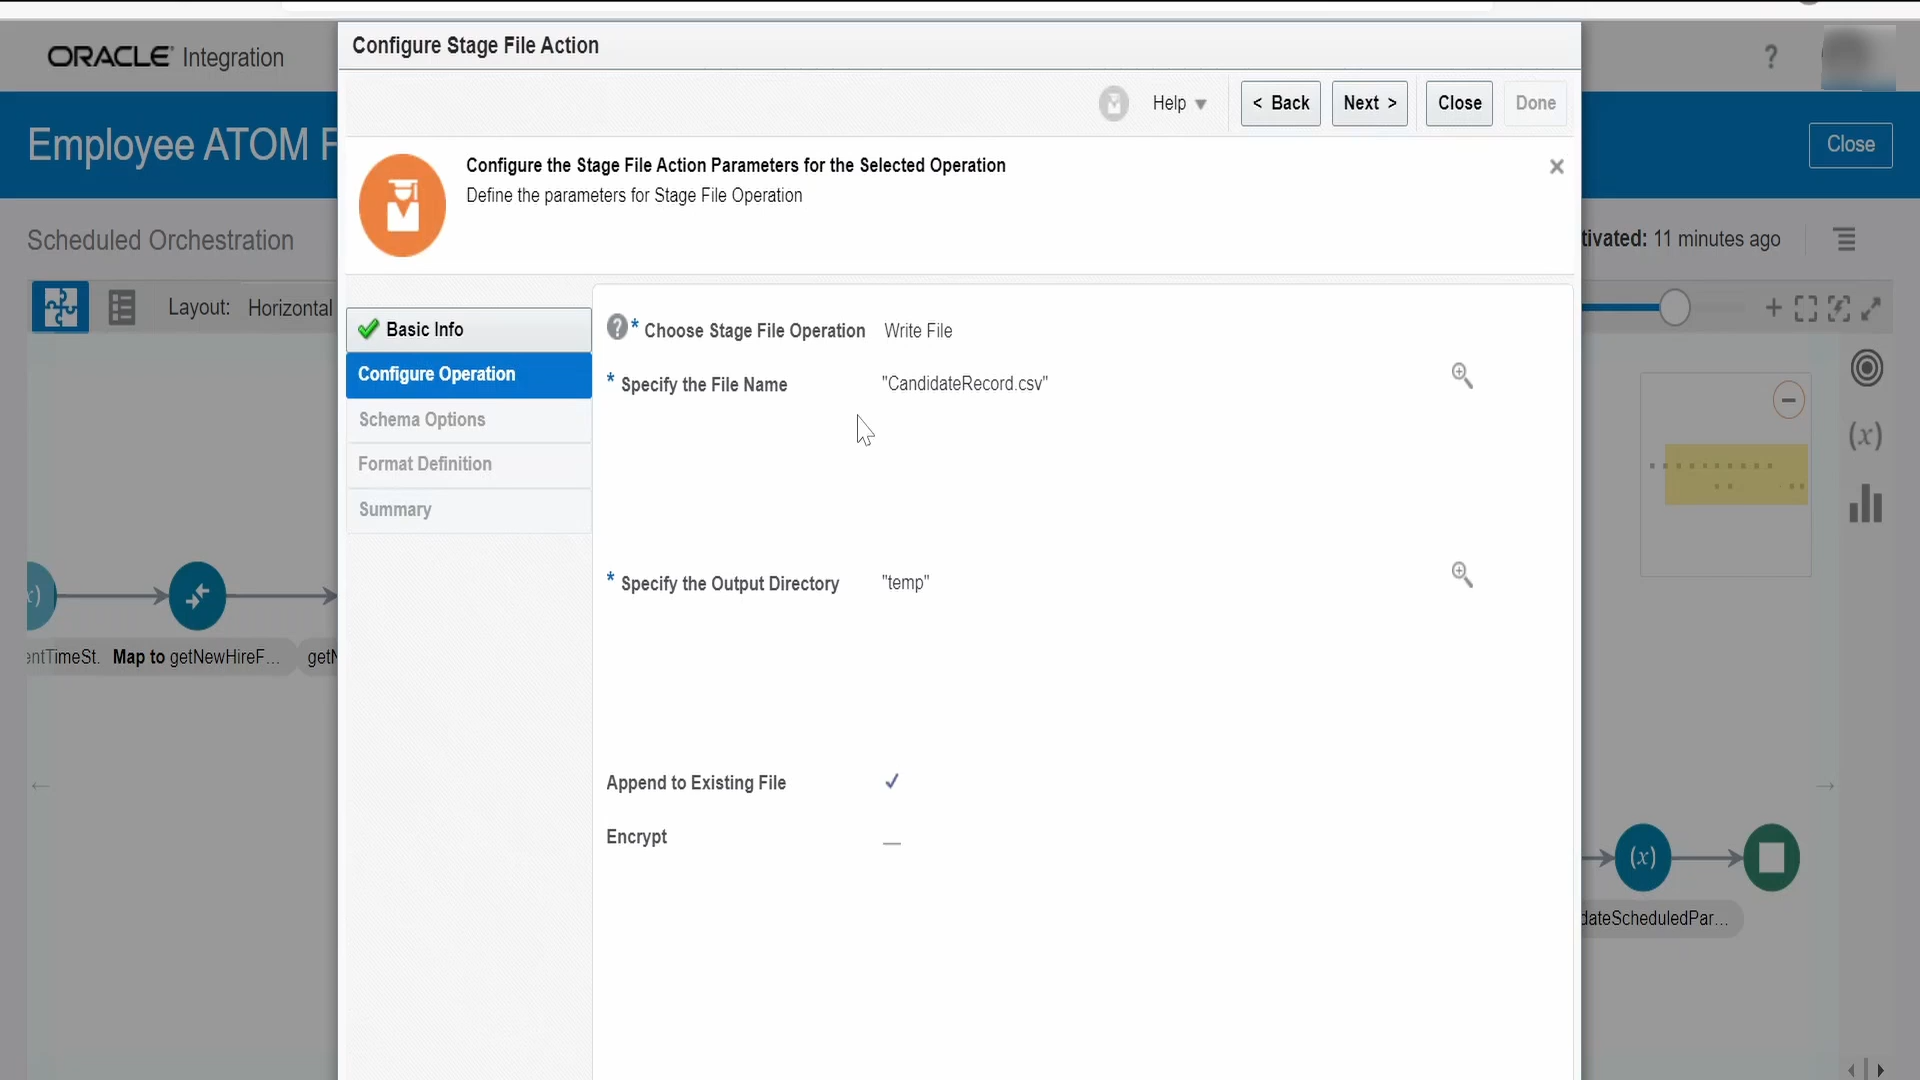 Configure Stage File Action
ORACLE Integration
?
Help
< Back
Next >
Close
Done
Employee ATOM F
Close
Configure the Stage File Action Parameters for the Selected Operation
Define the parameters for Stage File Operation
Scheduled Orchestration
tivated: 11 minutes ago
Layout: Horizontal
Basic Info
Configure Operation
Schema Options
Format Definition
Summary
* Choose Stage File Operation Write File
* Specify the File Name "CandidateRecord.csv"
* Specify the Output Directory "temp"
Append to Existing File
Encrypt
(x)
x)
entTimeSt.
Map to getNewHireF...
getN
(x)
dateScheduledPar...